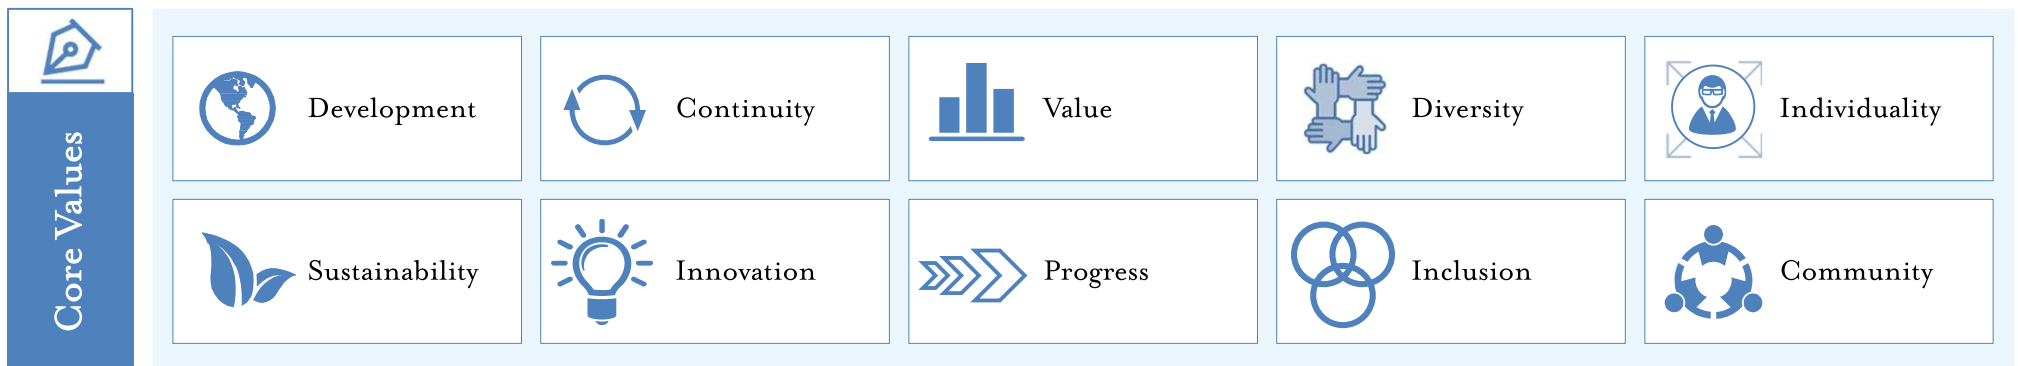 Core Values
Development
Continuity
Value
Diversity
Individuality
Sustainability
Innovation
Progress
Inclusion
Community